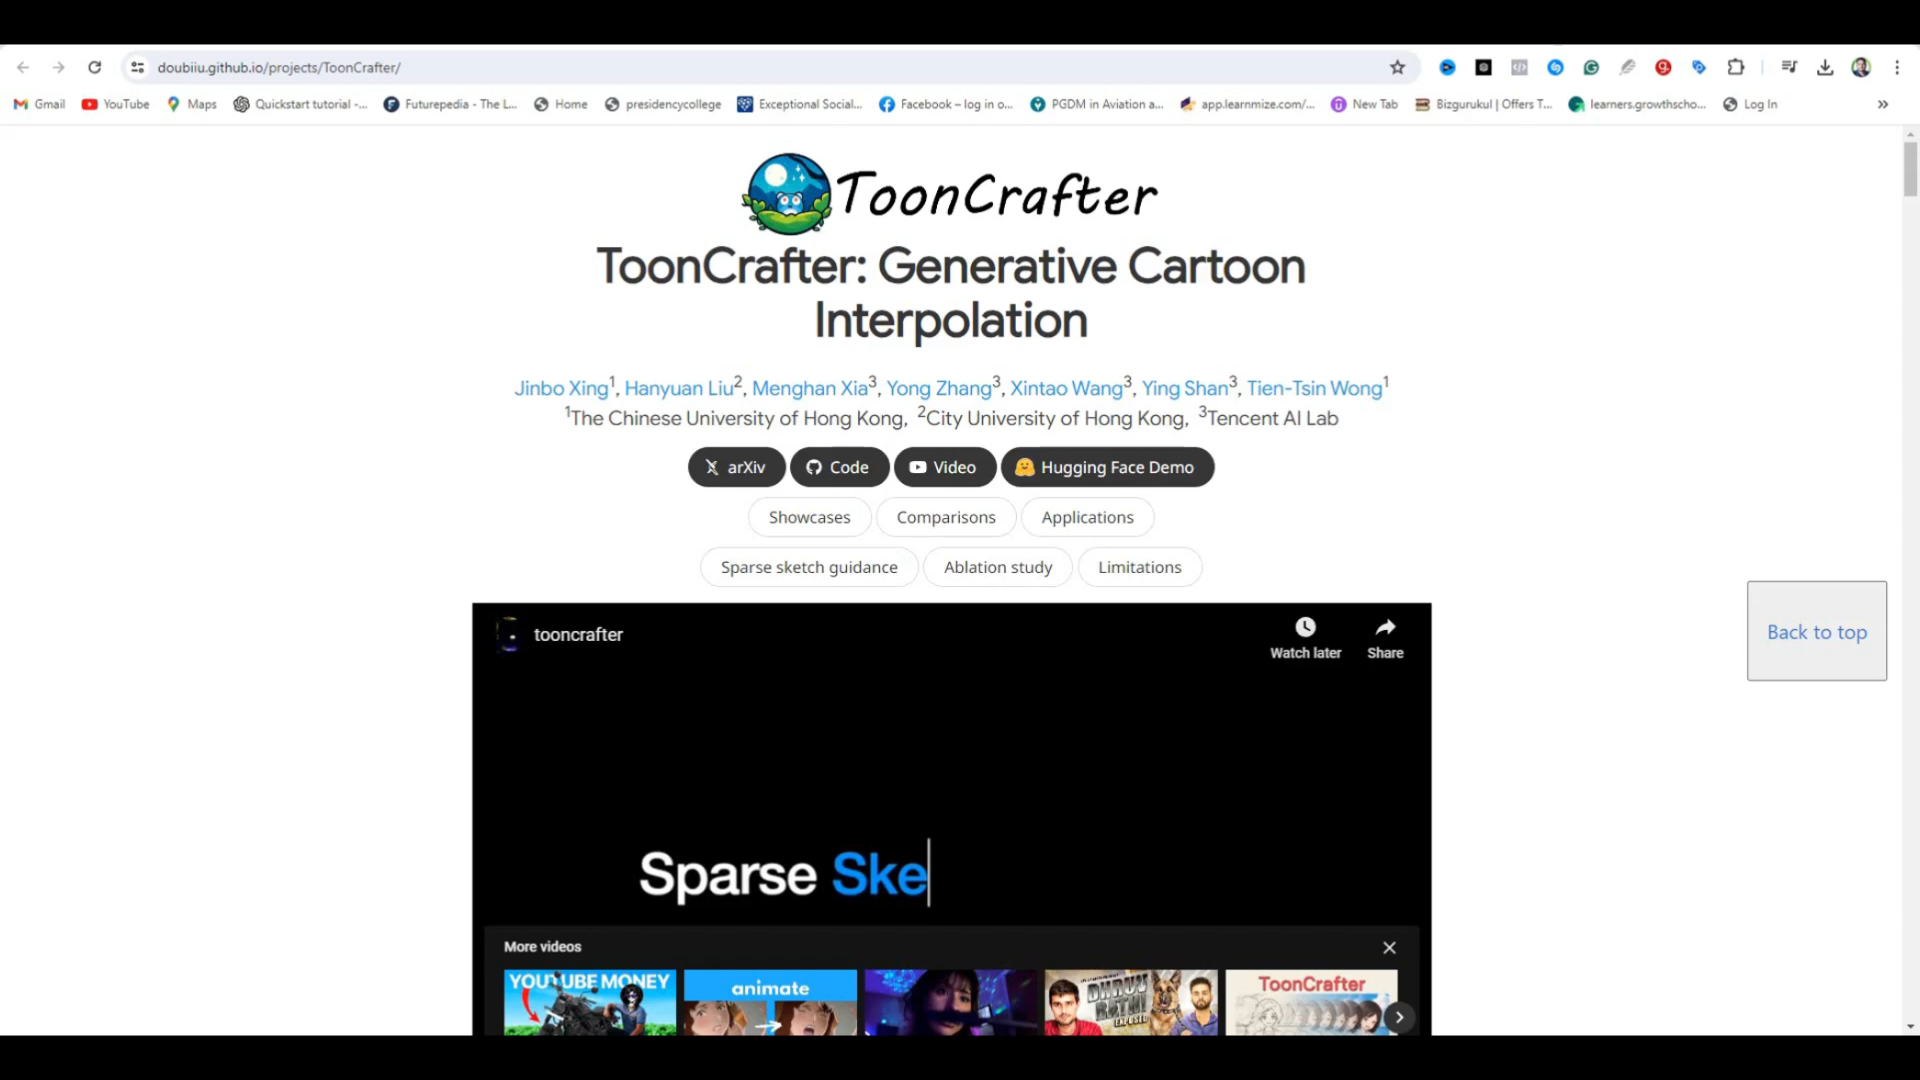 doubiiu.github.io/projects/ToonCrafter/
Gmail YouTube Maps Quickstart tutorial -... Futurepedia - The L... Home presidencycollege Exceptional Social... Facebook – log in o... PGDM in Aviation a... app.learnmize.com/... New Tab Bizgurukul | Offers T... learners.growthscho... Log In »
ToonCrafter
ToonCrafter: Generative Cartoon
Interpolation
Jinbo Xing¹, Hanyuan Liu², Menghan Xia³, Yong Zhang³, Xintao Wang³, Ying Shan³, Tien-Tsin Wong¹
¹The Chinese University of Hong Kong, ²City University of Hong Kong, ³Tencent AI Lab
arXiv Code Video Hugging Face Demo
Showcases Comparisons Applications
Sparse sketch guidance Ablation study Limitations
Back to top
tooncrafter
Watch later Share
Sparse Ske
More videos
YOUTUBE MONEY
animate
DHRUV
RATHI
EXPOSED
ToonCrafter